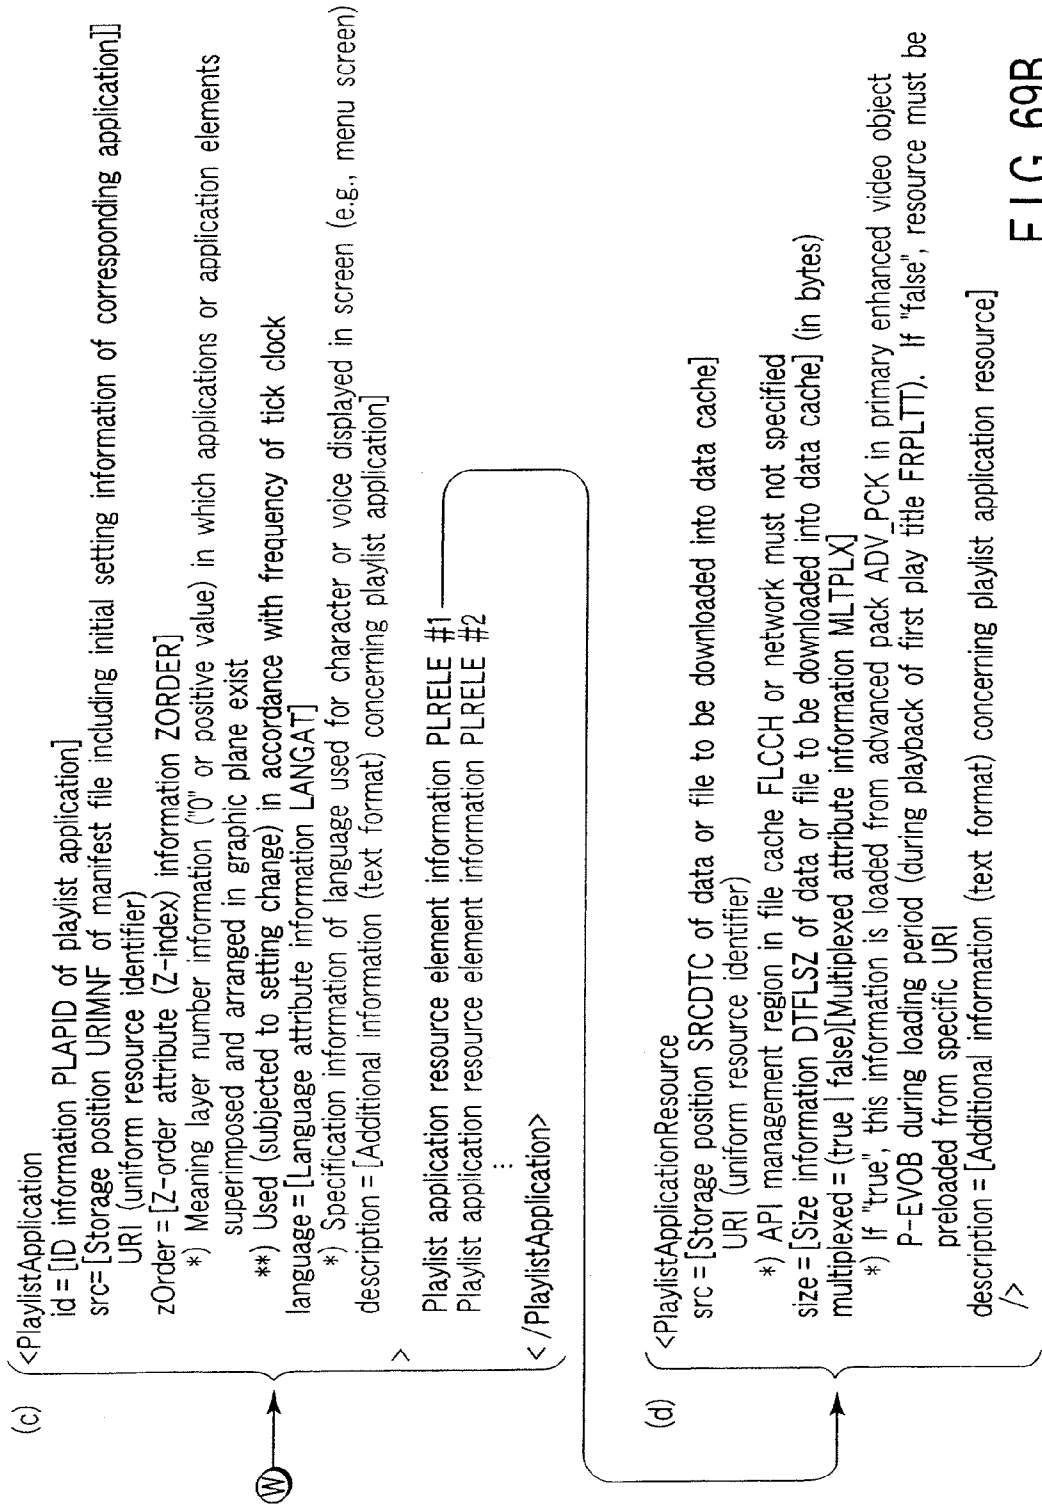 (c)
<PlaylistApplication
id = [ID information PLAPID of playlist application]
src= [Storage position URIMNF of manifest file including initial setting information of corresponding application]]
URI (uniform resource identifier)
zOrder = [Z-order attribute (Z-index) information ZORDER]
*) Meaning layer number information ("0" or positive value) in which applications or application elements
superimposed and arranged in graphic plane exist
**) Used (subjected to setting change) in accordance with frequency of tick clock
language = [Language attribute information LANGAT]
*) Specification information of language used for character or voice displayed in screen (e.g., menu screen)
description = [Additional information (text format) concerning playlist application]
>
Playlist application resource element information PLRELE #1
Playlist application resource element information PLRELE #2
⋮
</PlaylistApplication>
W
(d)
<PlaylistApplicationResource
src = [Storage position SRCDTC of data or file to be downloaded into data cache]
URI (uniform resource identifier)
*) API management region in file cache FLCCH or network must not specified
size = [Size information DTFLSZ of data or file to be downloaded into data cache] (in bytes)
multiplexed = (true | false)[Multiplexed attribute information MLTPLX]
*) If "true", this information is loaded from advanced pack ADV_PCK in primary enhanced video object
P-EVOB during loading period (during playback of first play title FRPLTT). If "false", resource must be
preloaded from specific URI
description = [Additional information (text format) concerning playlist application resource]
/>
FIG. 69B